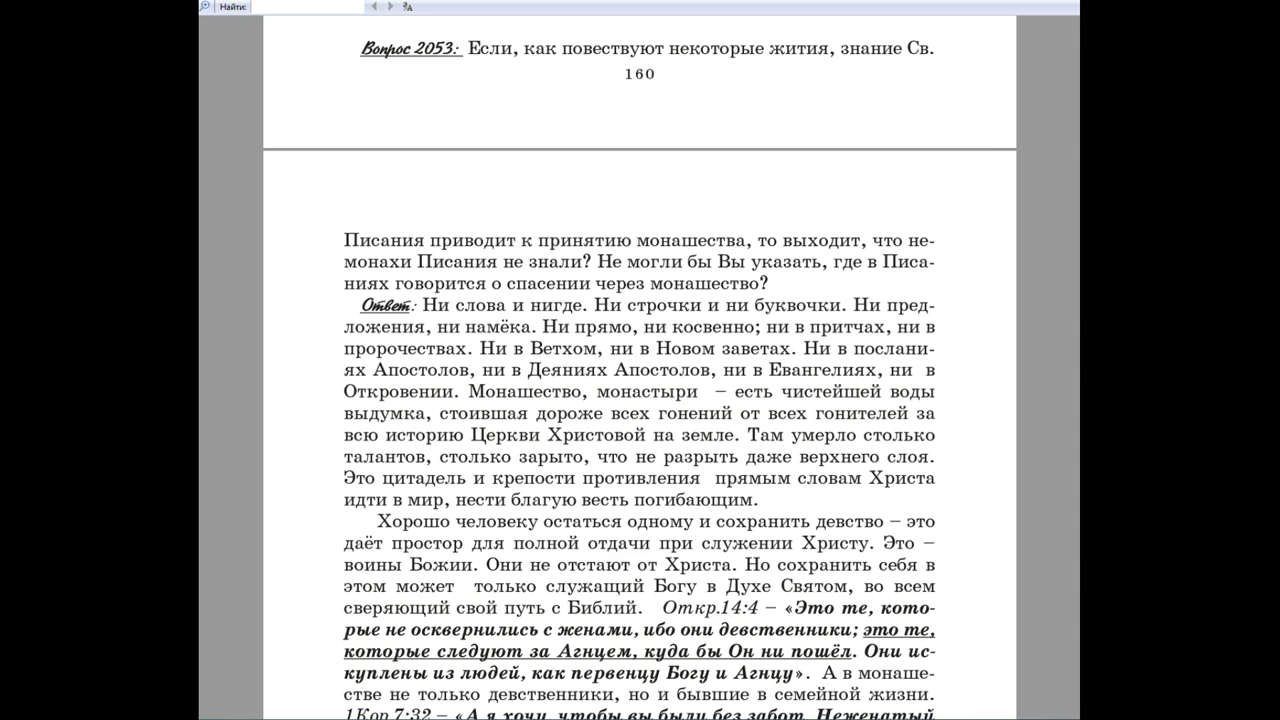 Найти:
Вопрос 2053: Если, как повествуют некоторые жития, знание Св.
160
Писания приводит к принятию монашества, то выходит, что не-
монахи Писания не знали? Не могли бы Вы указать, где в Писа-
ниях говорится о спасении через монашество?
Ответ: Ни слова и нигде. Ни строчки и ни буквочки. Ни пред-
ложения, ни намёка. Ни прямо, ни косвенно; ни в притчах, ни в
пророчествах. Ни в Ветхом, ни в Новом заветах. Ни в послани-
ях Апостолов, ни в Деяниях Апостолов, ни в Евангелиях, ни в
Откровении. Монашество, монастыри – есть чистейшей воды
выдумка, стоившая дороже всех гонений от всех гонителей за
всю историю Церкви Христовой на земле. Там умерло столько
талантов, столько зарыто, что не разрыть даже верхнего слоя.
Это цитадель и крепости противления прямым словам Христа
идти в мир, нести благую весть погибающим.
Хорошо человеку остаться одному и сохранить девство – это
даёт простор для полной отдачи при служении Христу. Это –
воины Божии. Они не отстают от Христа. Но сохранить себя в
этом может только служащий Богу в Духе Святом, во всем
сверяющий свой путь с Библий. Откр.14:4 – «Это те, кото-
рые не осквернились с женами, ибо они девственники; это те,
которые следуют за Агнцем, куда бы Он ни пошёл. Они ис-
куплены из людей, как первенцу Богу и Агнцу». А в монаше-
стве не только девственники, но и бывшие в семейной жизни.
1Кор.7:32 – «А я хочу, чтобы вы были без забот. Неженатый